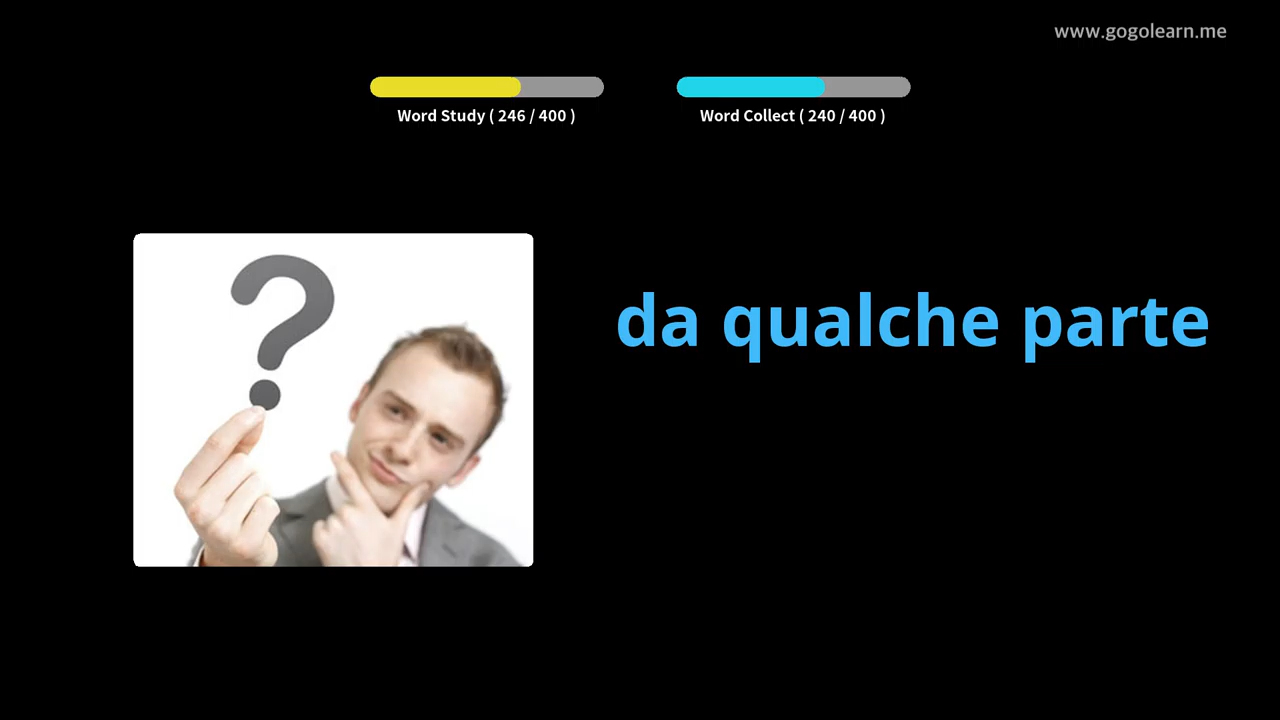 www.gogolearn.me
Word Study ( 246 / 400 )
Word Collect ( 240 / 400 )
?
da qualche parte